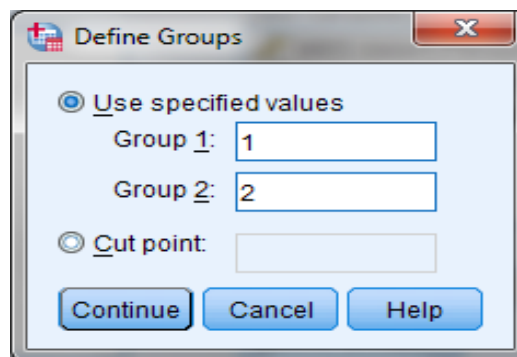 Define Groups
Use specified values
Group 1: 1
Group 2: 2
Cut point:
Continue Cancel Help